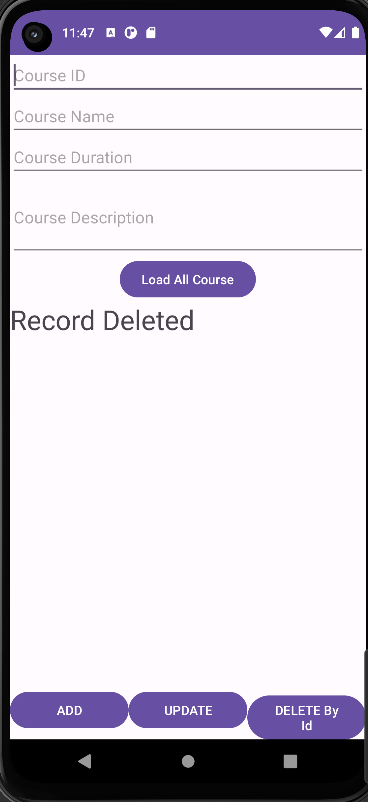 11:47
Course ID
Course Name
Course Duration
Course Description
Load All Course
Record Deleted
ADD
UPDATE
DELETE By
Id